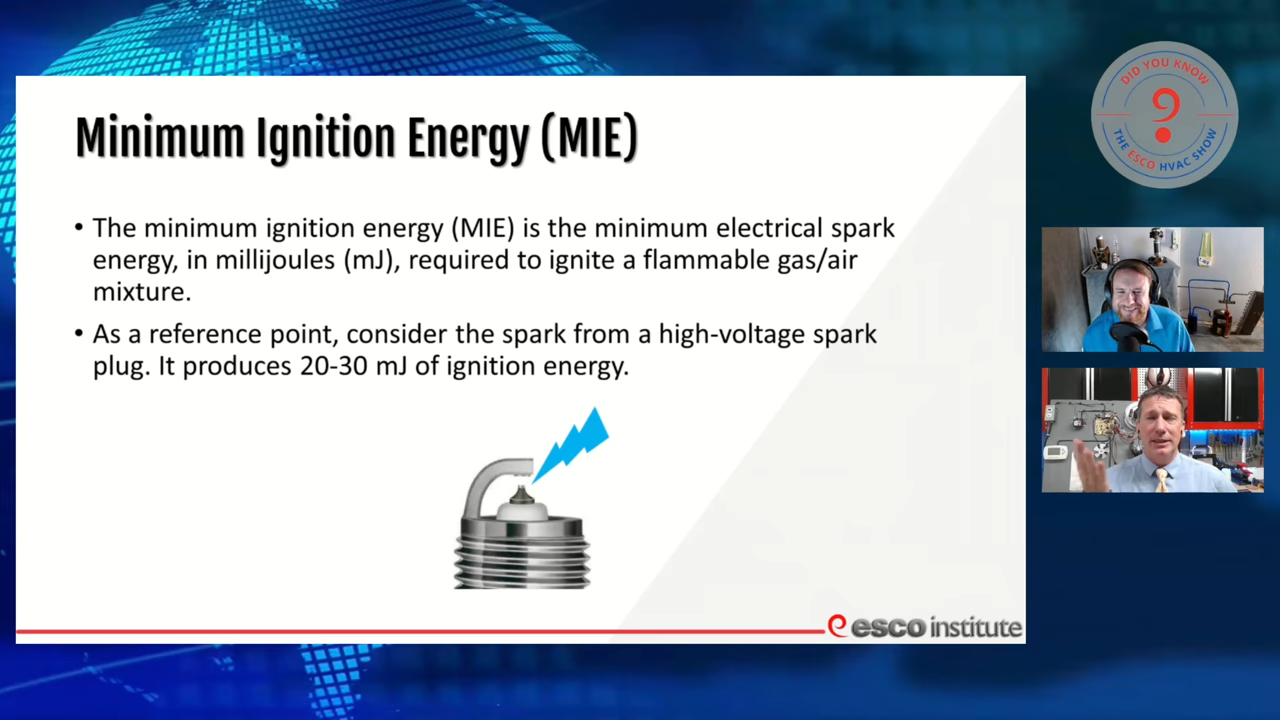 Minimum Ignition Energy (MIE)
• The minimum ignition energy (MIE) is the minimum electrical spark
energy, in millijoules (mJ), required to ignite a flammable gas/air
mixture.
• As a reference point, consider the spark from a high-voltage spark
plug. It produces 20-30 mJ of ignition energy.
esco institute
DID YOU KNOW
?
THE ESCO HVAC SHOW